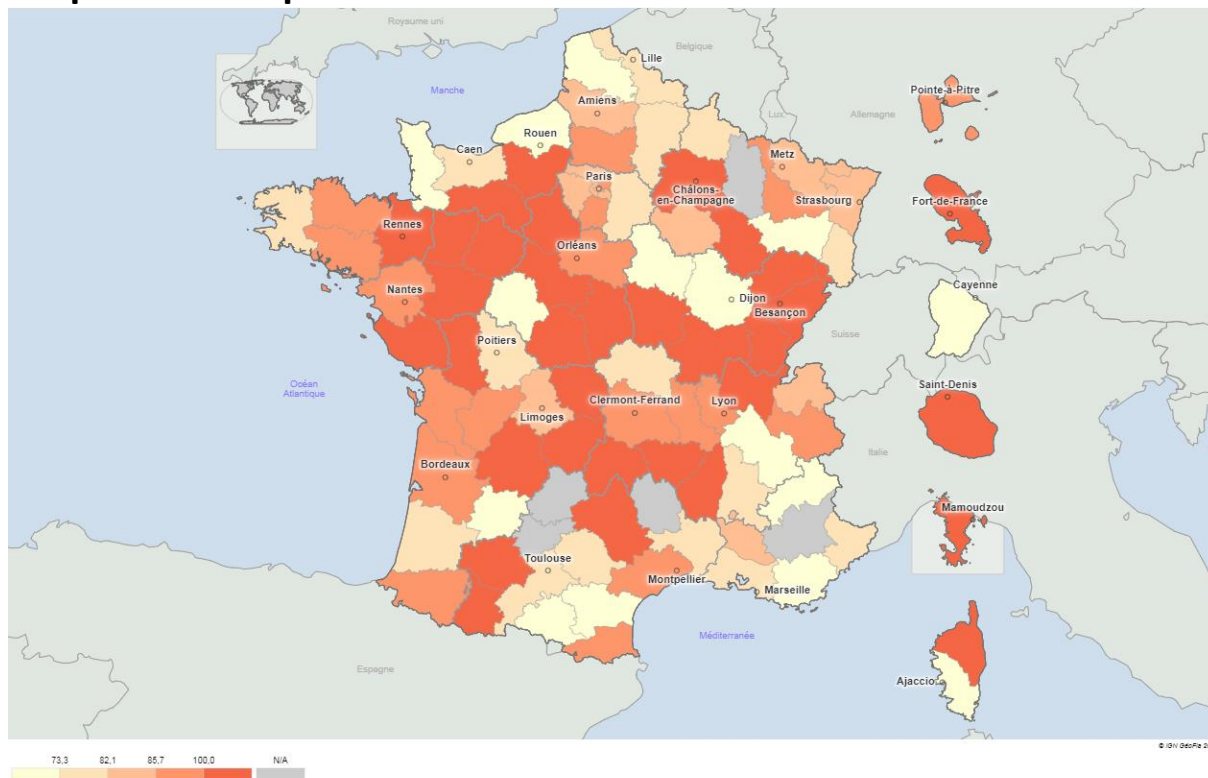 Royaume uni
Belgique
Lille
Manche
Lux.
Allemagne
Pointe-à-Pitre
Amiens
Rouen
Metz
Caen
Paris
Châlons-
en-Champagne
Strasbourg
Fort-de-France
Rennes
Orléans
Nantes
Dijon
Besançon
Cayenne
Suisse
Poitiers
Océan
Atlantique
Limoges
Clermont-Ferrand
Lyon
Saint-Denis
Italie
Bordeaux
Mamoudzou
Toulouse
Montpellier
Marseille
Méditerranée
Espagne
Ajaccio
© IGN GéoFla
73,3 82,1 85,7 100,0 N/A